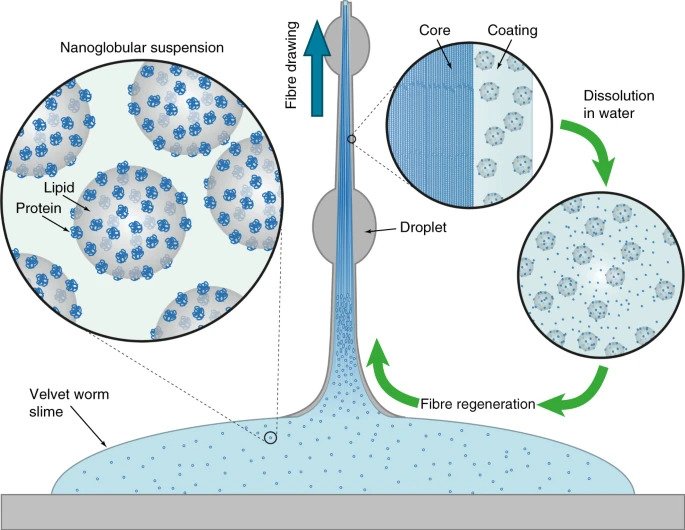 Nanoglobular suspension
Fibre drawing
Core
Coating
Dissolution
in water
Lipid
Protein
Droplet
Velvet worm
slime
Fibre regeneration